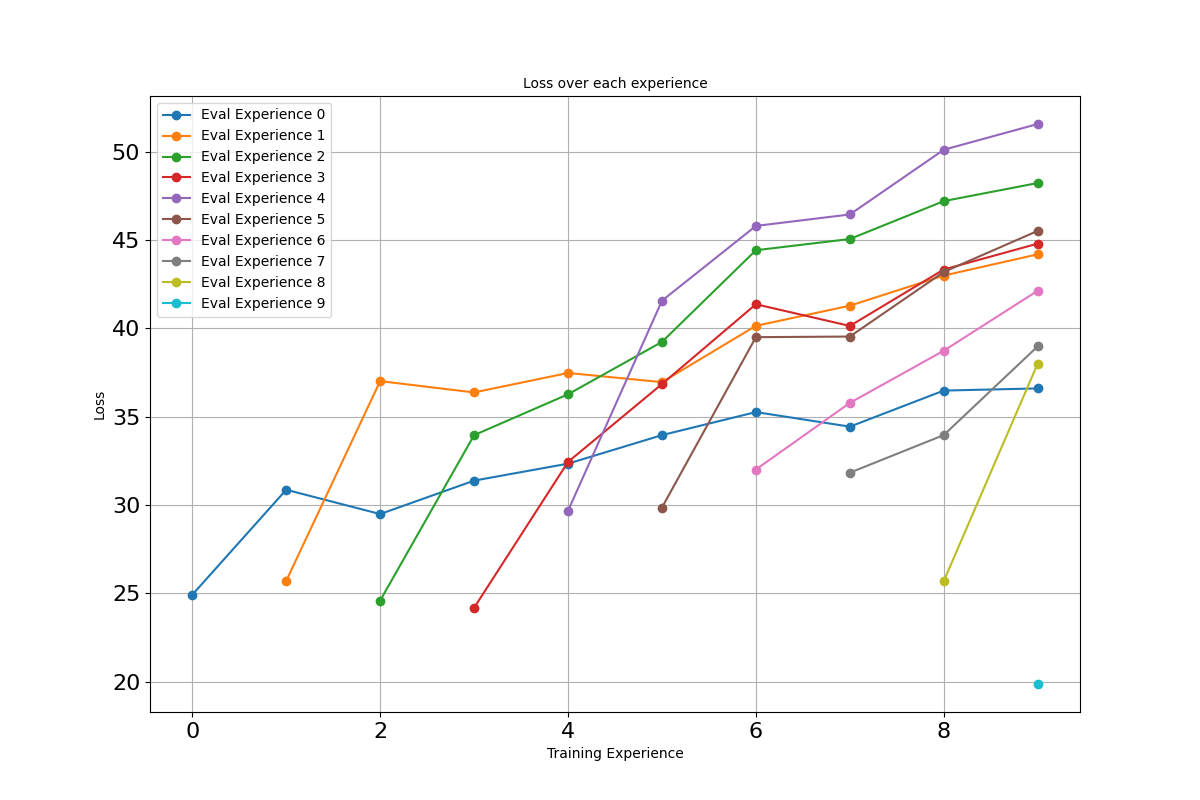 Loss over each experience
Eval Experience 0
Eval Experience 1
Eval Experience 2
Eval Experience 3
Eval Experience 4
Eval Experience 5
Eval Experience 6
Eval Experience 7
Eval Experience 8
Eval Experience 9
50
45
40
35
30
25
20
Loss
0 2 4 6 8
Training Experience